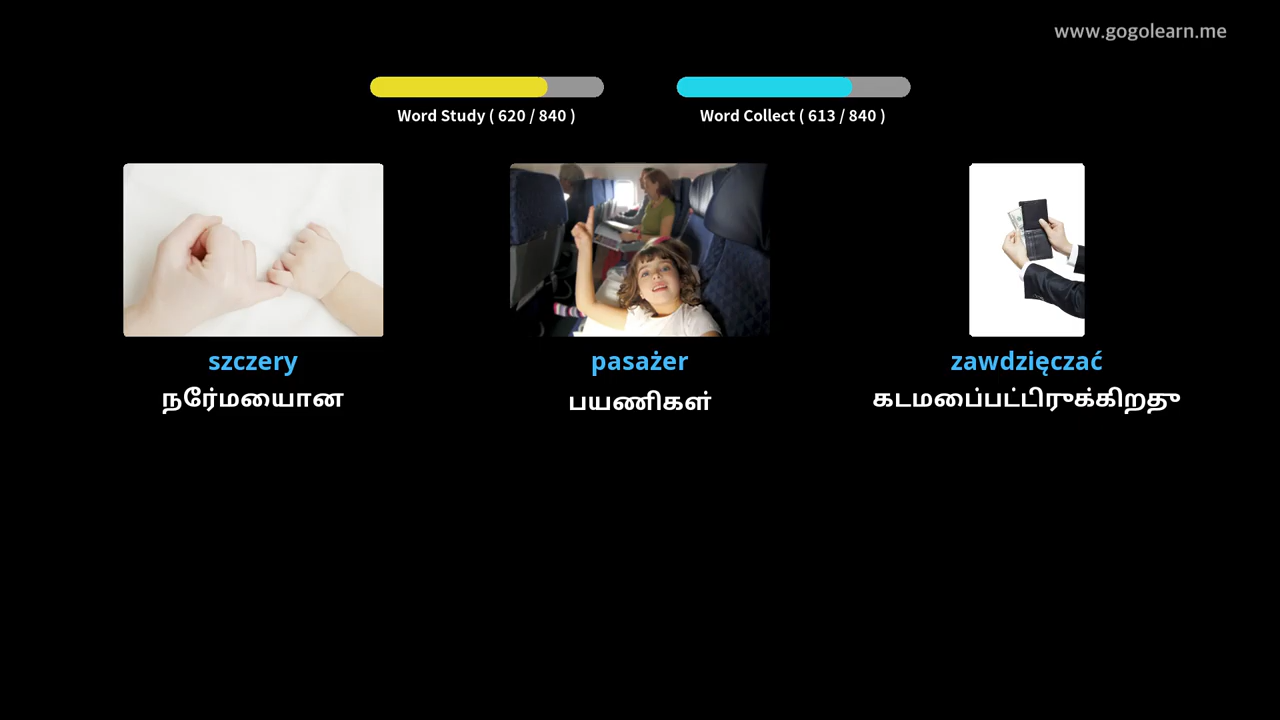 www.gogolearn.me
Word Study ( 620 / 840 )
Word Collect ( 613 / 840 )
szczery
pasażer
zawdzięczać
நேர்மையான
பயணிகள்
கடமைப்பட்டிருக்கிறது